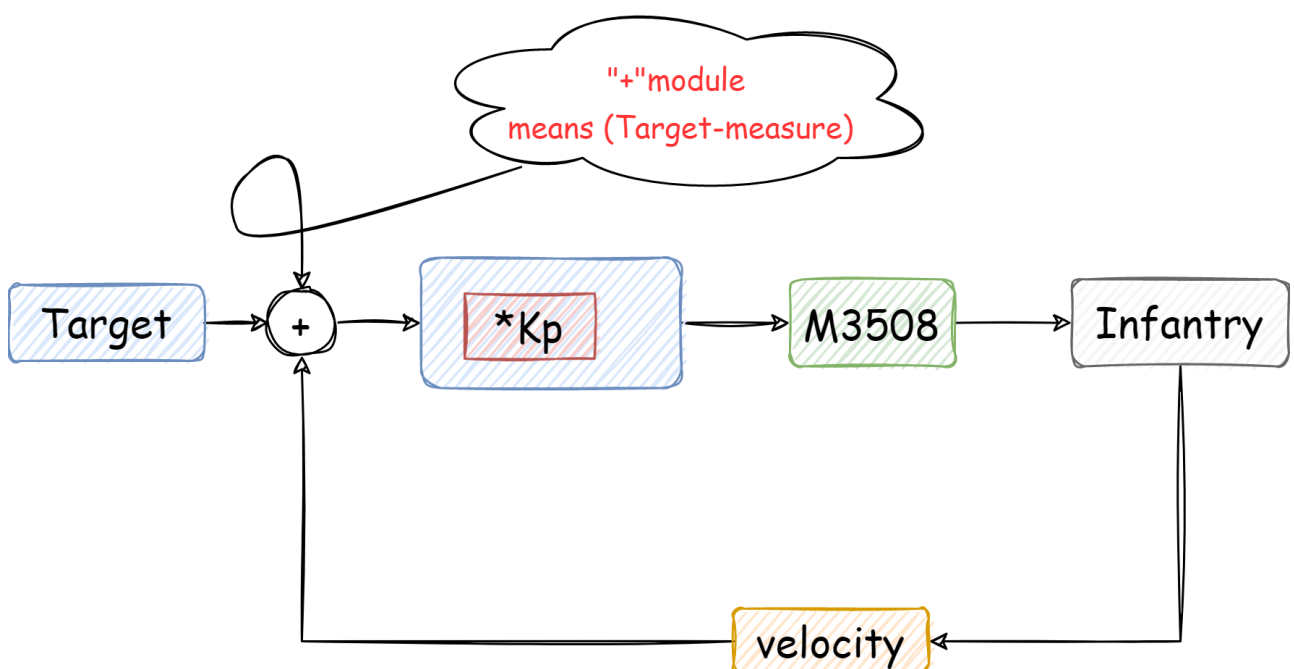 "+"module
means (Target-measure)
Target
+
*Kp
M3508
Infantry
velocity